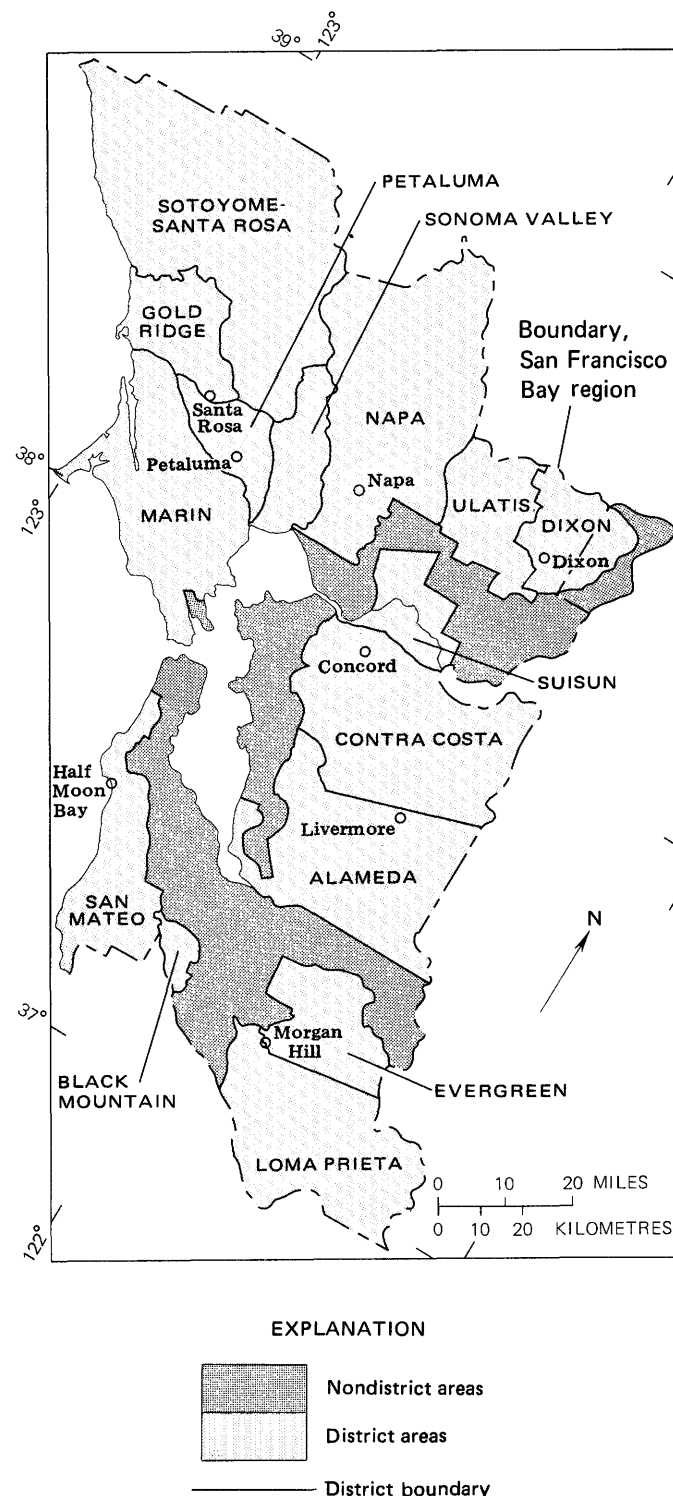 39°
123°
PETALUMA
SOTOYOME-
SANTA ROSA
SONOMA VALLEY
GOLD
RIDGE
Boundary,
San Francisco
Bay region
Santa
Rosa
NAPA
38°
123°
Petaluma
Napa
MARIN
ULATIS
DIXON
Dixon
Concord
SUISUN
CONTRA COSTA
Half
Moon
Bay
Livermore
ALAMEDA
SAN
MATEO
N
37°
Morgan
Hill
BLACK
MOUNTAIN
EVERGREEN
LOMA PRIETA
0 10 20 MILES
0 10 20 KILOMETRES
122°
EXPLANATION
Nondistrict areas
District areas
District boundary